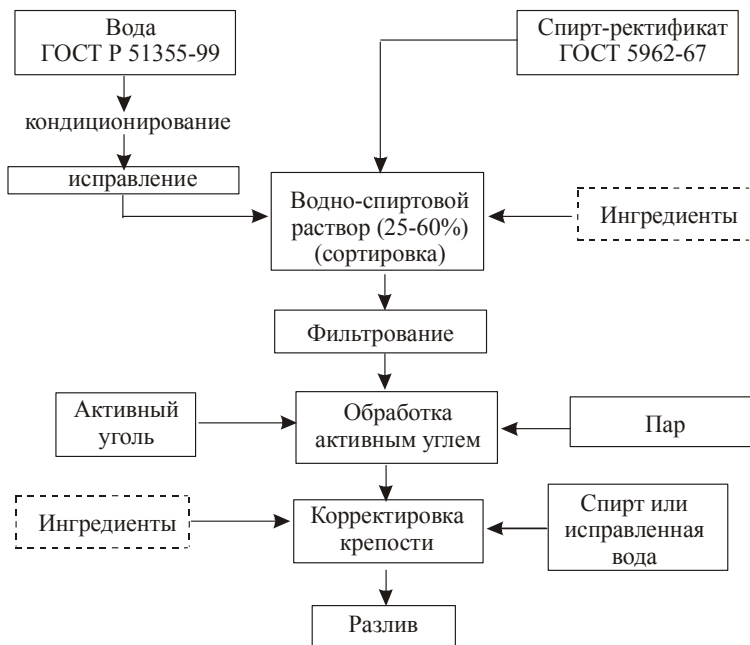 Вода
ГОСТ Р 51355-99
Спирт-ректификат
ГОСТ 5962-67
кондиционирование
исправление
Водно-спиртовой
раствор (25-60%)
(сортировка)
Ингредиенты
Фильтрование
Активный
уголь
Обработка
активным углем
Пар
Ингредиенты
Корректировка
крепости
Спирт или
исправленная
вода
Разлив